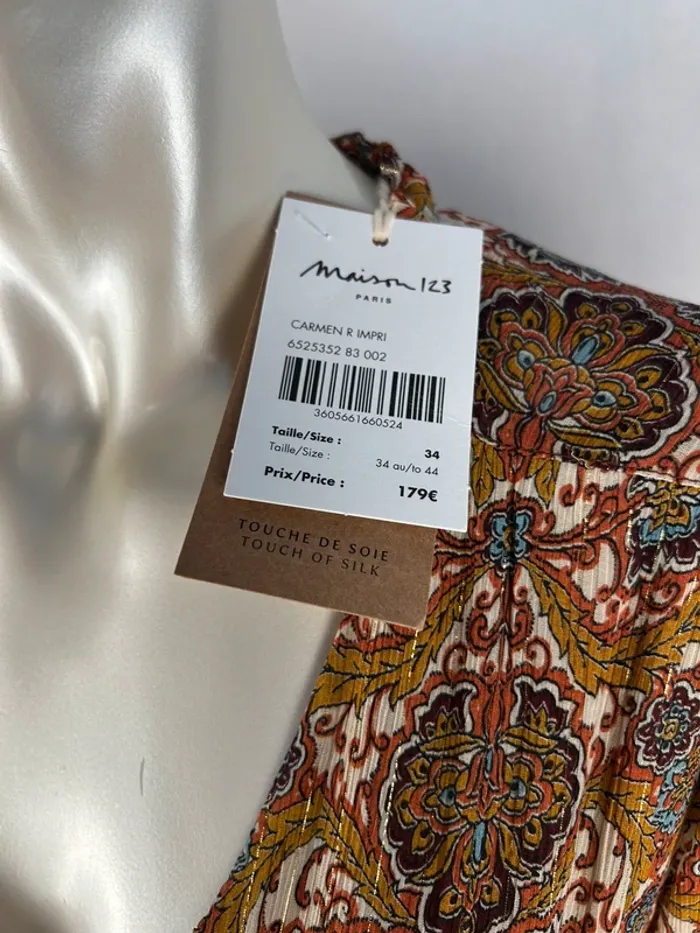 Maison 123
PARIS
CARMEN R IMPRI
6525352 83 002
3605661660524
Taille/Size : 34
Taille/Size : 34 au/to 44
Prix/Price : 179€
TOUCHE DE SOIE
TOUCH OF SILK